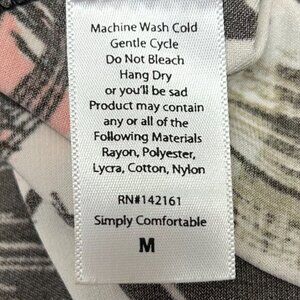 Machine Wash Cold
Gentle Cycle
Do Not Bleach
Hang Dry
or you'll be sad
Product may contain
any or all of the
Following Materials
Rayon, Polyester,
Lycra, Cotton, Nylon
RN#142161
Simply Comfortable
M